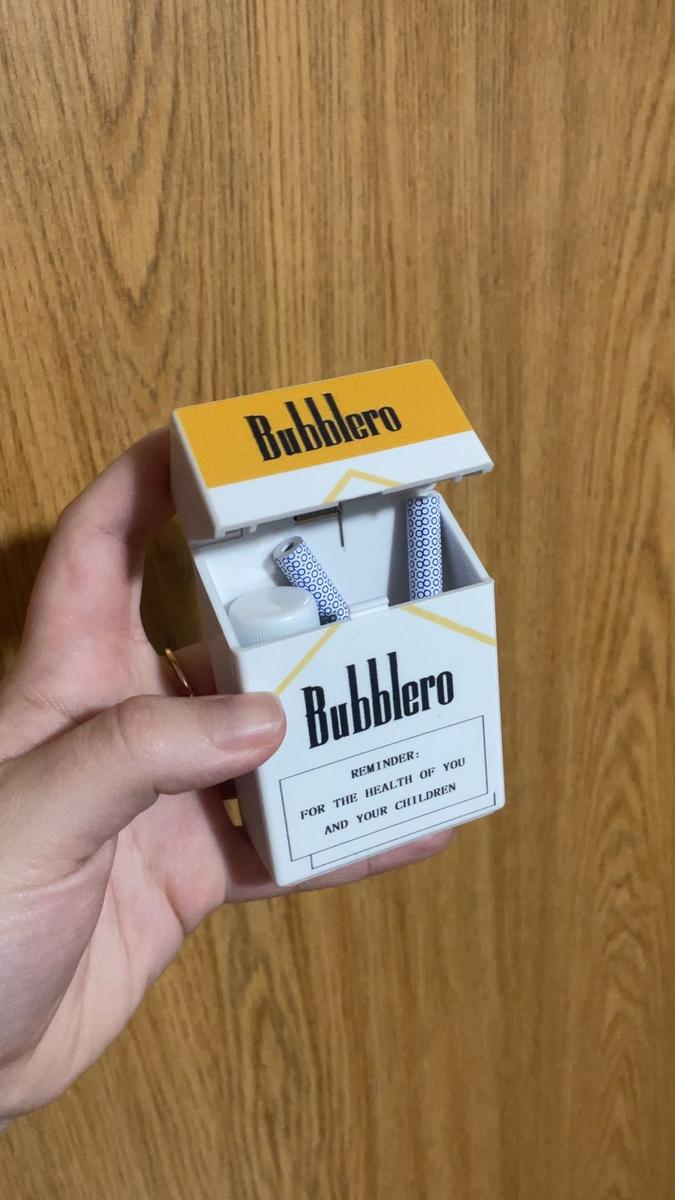 Bubblero
Bubblero
REMINDER:
FOR THE HEALTH OF YOU
AND YOUR CHILDREN